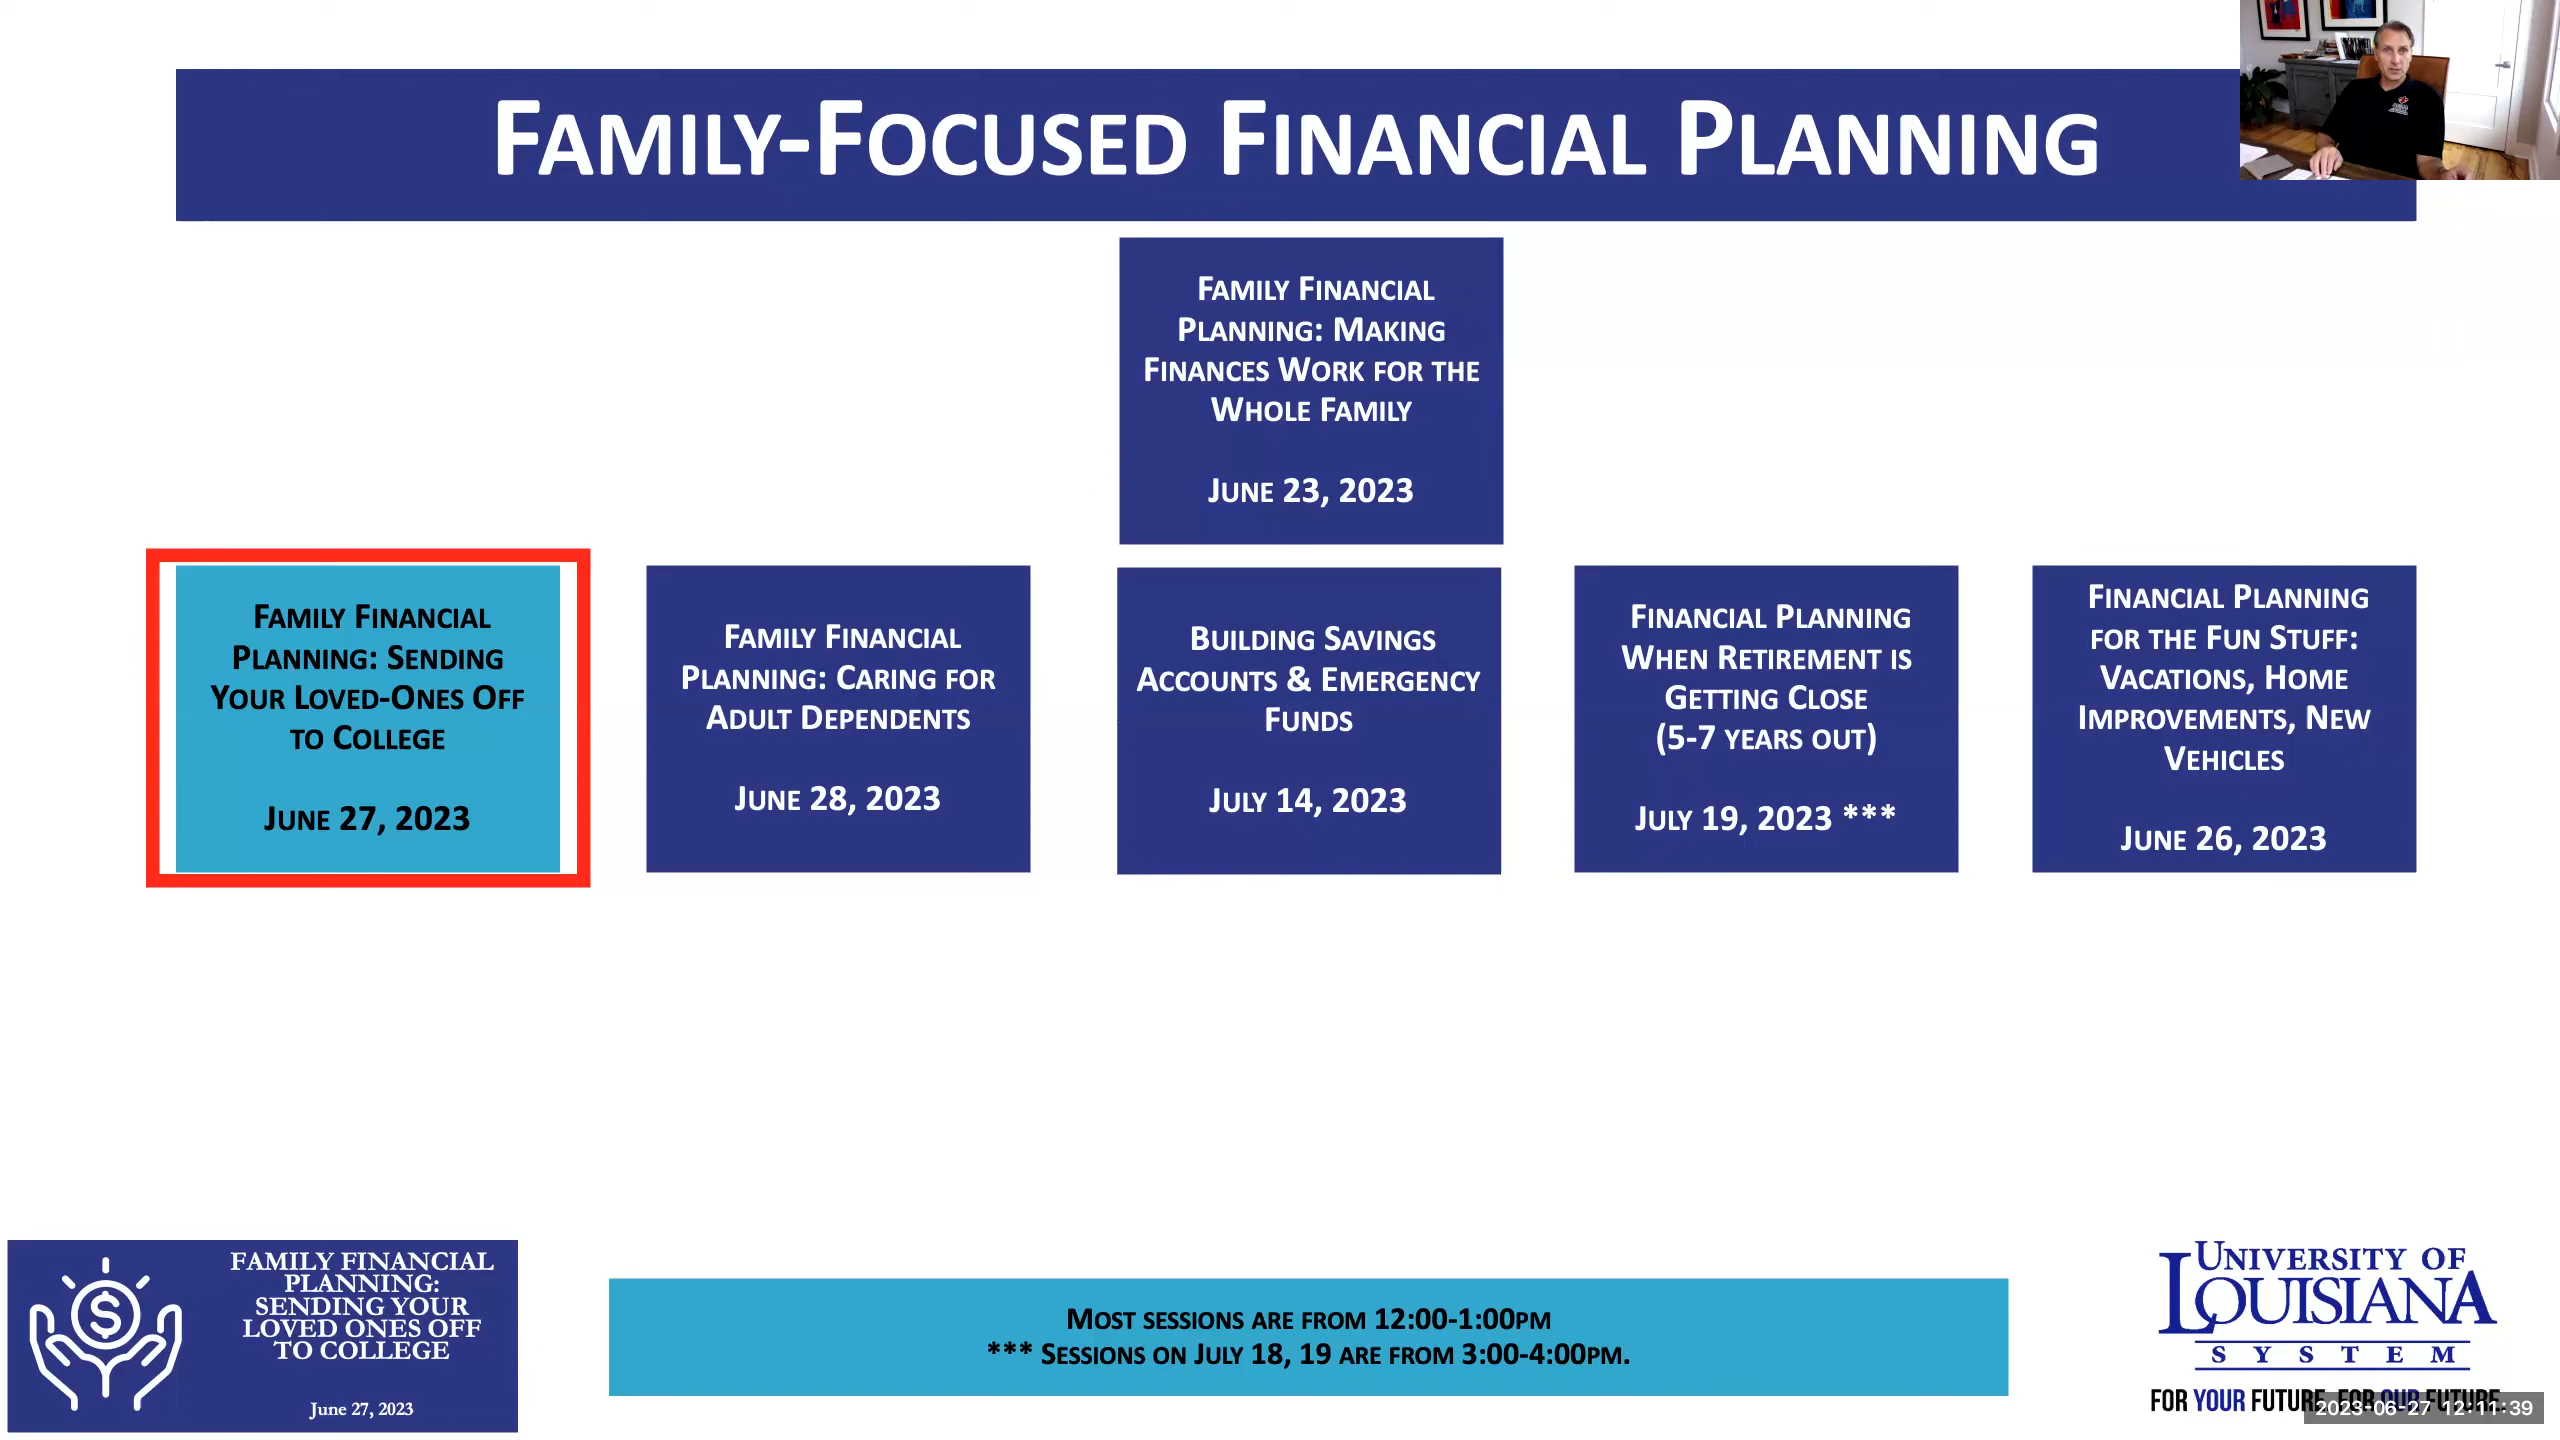 FAMILY-FOCUSED FINANCIAL PLANNING
FAMILY FINANCIAL
PLANNING: MAKING
FINANCES WORK FOR THE
WHOLE FAMILY
JUNE 23, 2023
FAMILY FINANCIAL
PLANNING: SENDING
YOUR LOVED-ONES OFF
TO COLLEGE
JUNE 27, 2023
FAMILY FINANCIAL
PLANNING: CARING FOR
ADULT DEPENDENTS
JUNE 28, 2023
BUILDING SAVINGS
ACCOUNTS & EMERGENCY
FUNDS
JULY 14, 2023
FINANCIAL PLANNING
WHEN RETIREMENT IS
GETTING CLOSE
(5-7 YEARS OUT)
JULY 19, 2023 ***
FINANCIAL PLANNING
FOR THE FUN STUFF:
VACATIONS, HOME
IMPROVEMENTS, NEW
VEHICLES
JUNE 26, 2023
$
FAMILY FINANCIAL
PLANNING:
SENDING YOUR
LOVED ONES OFF
TO COLLEGE
June 27, 2023
MOST SESSIONS ARE FROM 12:00-1:00PM
*** SESSIONS ON JULY 18, 19 ARE FROM 3:00-4:00PM.
UNIVERSITY OF
LOUISIANA
SYSTEM
FOR YOUR FUTURE. FOR OUR FUTURE.
2023-06-27 12:11:39